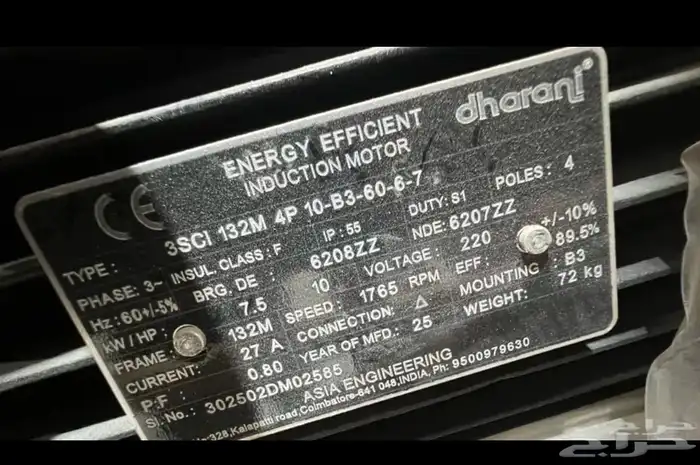 dharani
ENERGY EFFICIENT
INDUCTION MOTOR
CE
TYPE : 3SCI 132M 4P 10-B3-60-6-7 POLES: 4
PHASE: 3~ INSUL. CLASS: F IP: 55 DUTY: S1
Hz:60+/-5% BRG. DE: 6208ZZ NDE: 6207ZZ
KW / HP: 7.5 10 VOLTAGE: 220 +/-10%
FRAME: 132M SPEED: 1765 RPM EFF: 89.5%
CURRENT: 27 A CONNECTION: △ MOUNTING : B3
P.F : 0.80 YEAR OF MFD.: 25 WEIGHT: 72 kg
Sl.No.: 302502DM02585
ASIA ENGINEERING
328, Kalapatti road, Coimbatore-641 048, INDIA, Ph: 9500979630
حراج